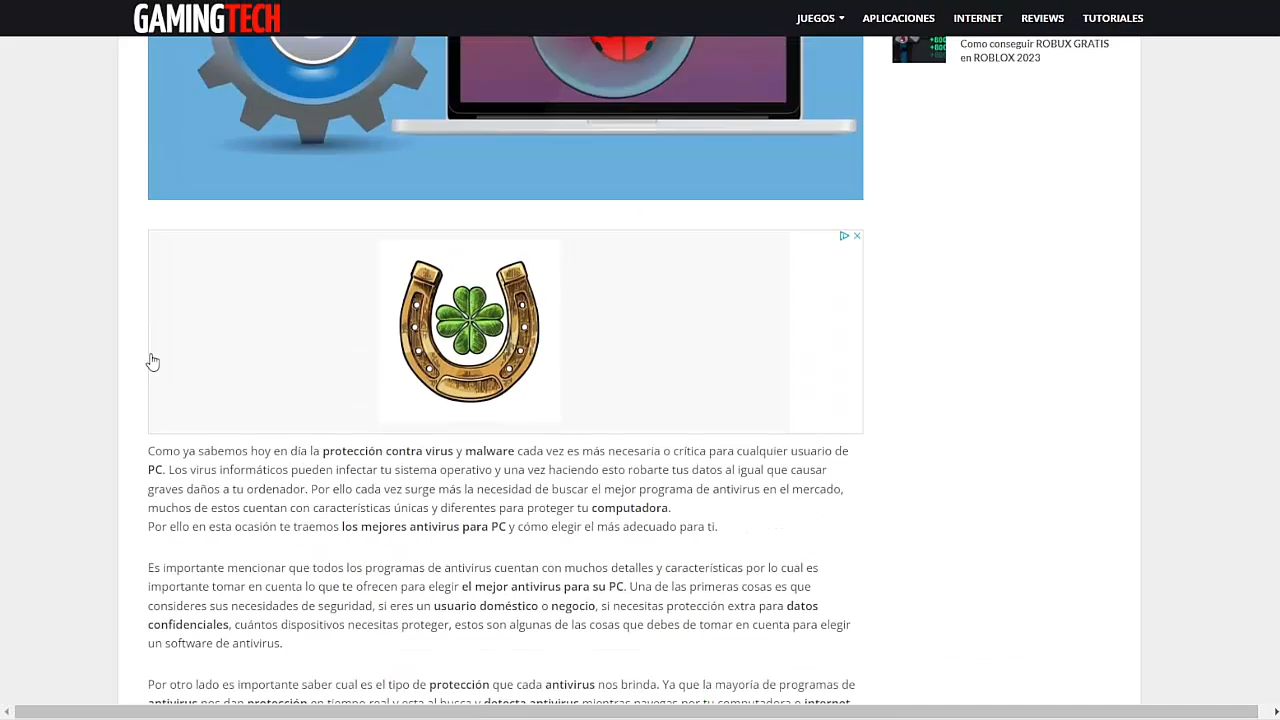 GAMINGTECH
JUEGOS APLICACIONES INTERNET REVIEWS TUTORIALES
Como conseguir ROBUX GRATIS
en ROBLOX 2023
Como ya sabemos hoy en día la protección contra virus y malware cada vez es más necesaria o crítica para cualquier usuario de
PC. Los virus informáticos pueden infectar tu sistema operativo y una vez haciendo esto robarte tus datos al igual que causar
graves daños a tu ordenador. Por ello cada vez surge más la necesidad de buscar el mejor programa de antivirus en el mercado,
muchos de estos cuentan con características únicas y diferentes para proteger tu computadora.
Por ello en esta ocasión te traemos los mejores antivirus para PC y cómo elegir el más adecuado para ti.
Es importante mencionar que todos los programas de antivirus cuentan con muchos detalles y características por lo cual es
importante tomar en cuenta lo que te ofrecen para elegir el mejor antivirus para su PC. Una de las primeras cosas es que
consideres sus necesidades de seguridad, si eres un usuario doméstico o negocio, si necesitas protección extra para datos
confidenciales, cuántos dispositivos necesitas proteger, estos son algunas de las cosas que debes de tomar en cuenta para elegir
un software de antivirus.
Por otro lado es importante saber cual es el tipo de protección que cada antivirus nos brinda. Ya que la mayoría de programas de
antivirus nos dan protección en tiempo real y esta al busca y detecta antivirus mientras navegas por tu computadora o internet